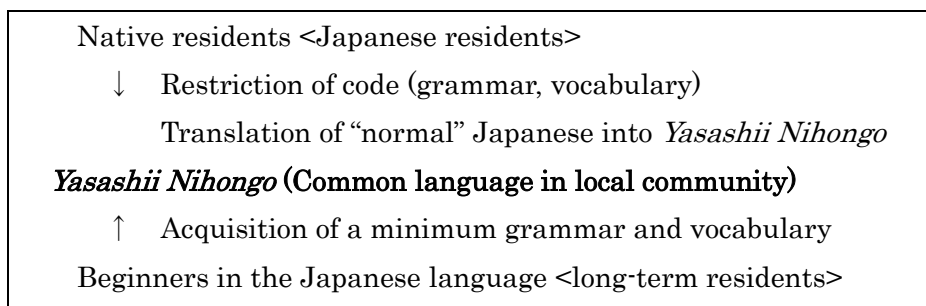 Native residents <Japanese residents>
↓ Restriction of code (grammar, vocabulary)
Translation of “normal” Japanese into Yasashii Nihongo
Yasashii Nihongo (Common language in local community)
↑ Acquisition of a minimum grammar and vocabulary
Beginners in the Japanese language <long-term residents>